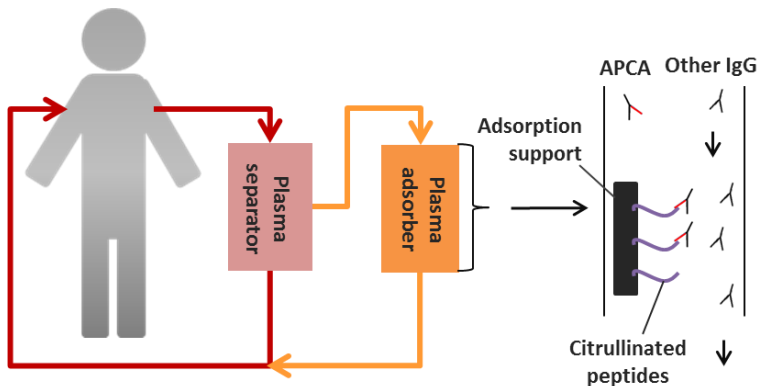 APCA
Other IgG
Adsorption
support
Plasma
separator
Plasma
adsorber
Citrullinated
peptides